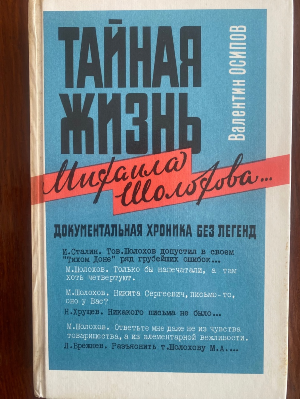 ТАЙНАЯ
ЖИЗНЬ
Михаила
Шолохова...
Валентин ОСИПОВ
ДОКУМЕНТАЛЬНАЯ ХРОНИКА БЕЗ ЛЕГЕНД
И.Сталин. Тов.Шолохов допустил в своем
"Тихом Доне" ряд грубейших ошибок...
М.Шолохов. Только бы напечатали, а там
хоть четвертуют.
М.Шолохов. Никита Сергеевич, письмо-то,
оно у Вас?
Н.Хрущев. Никакого письма не было...
М.Шолохов. Ответьте мне даже не из чувства
товарищества, а из элементарной вежливости.
Л.Брежнев. Разъяснить т.Шолохову М.А....